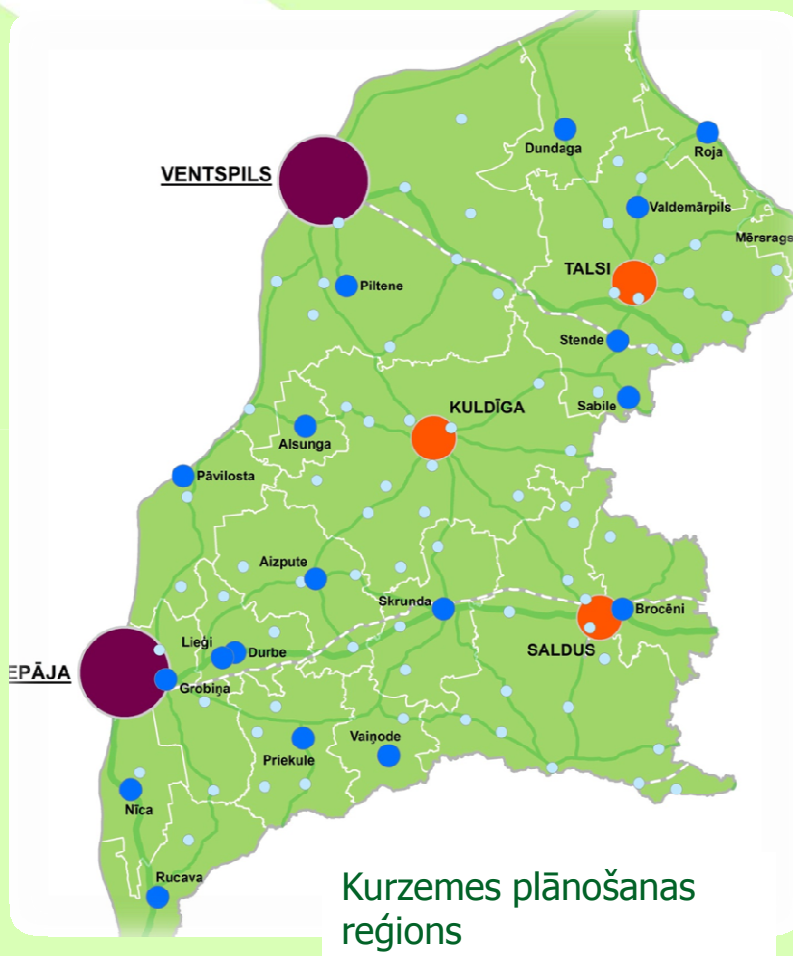 VENTSPILS
Dundaga
Roja
Valdemārpils
Mērsrags
TALSI
Piltene
Stende
Sabile
KULDĪGA
Alsunga
Pāvilosta
Aizpute
Skrunda
Brocēni
Lieģi
Durbe
SALDUS
EPĀJA
Grobiņa
Vaiņode
Priekule
Nīca
Rucava
Kurzemes plānošanas
reģions